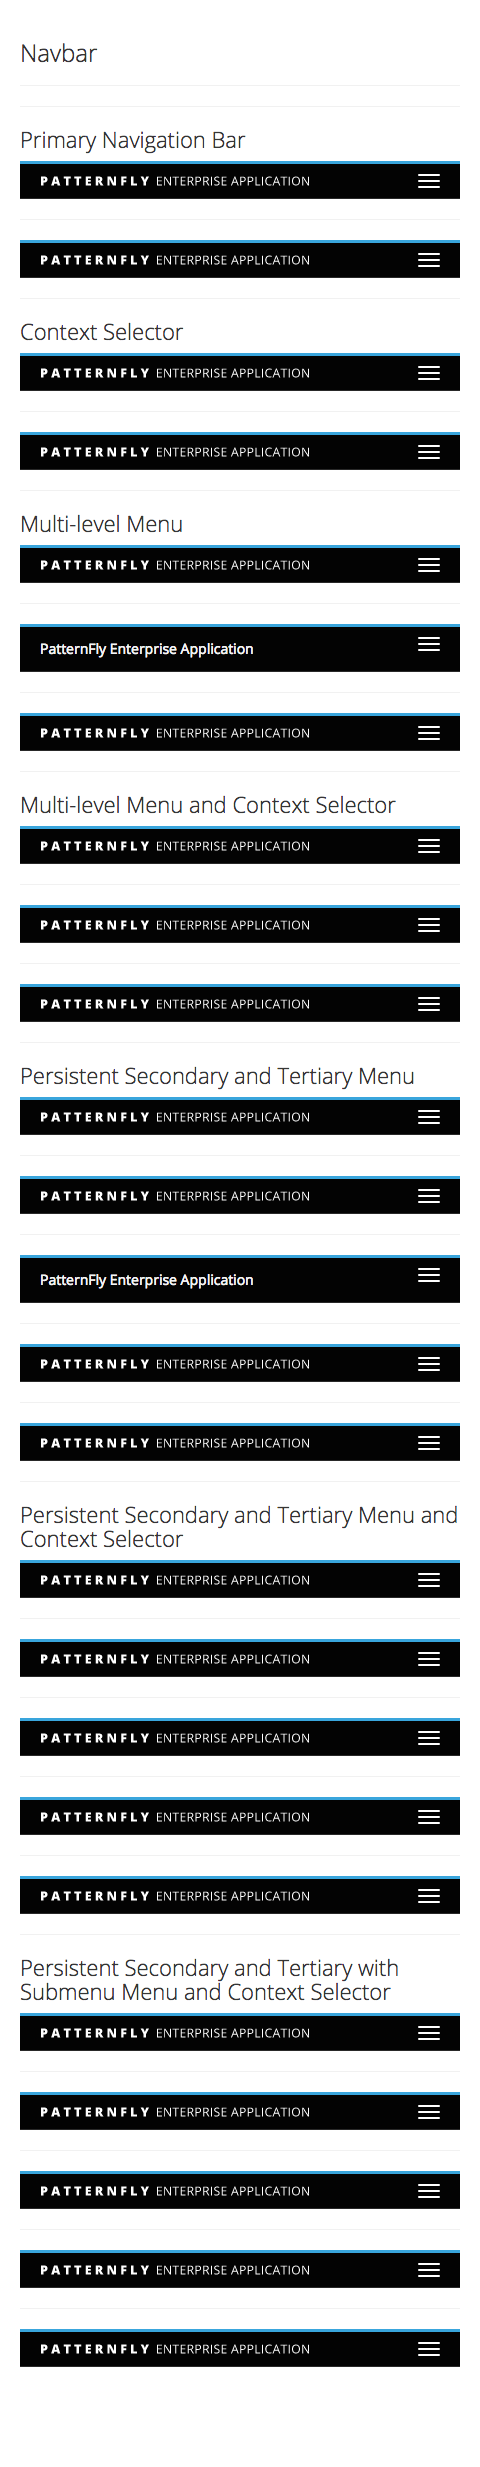 Navbar
Primary Navigation Bar
PATTERNFLY ENTERPRISE APPLICATION
PATTERNFLY ENTERPRISE APPLICATION
Context Selector
PATTERNFLY ENTERPRISE APPLICATION
PATTERNFLY ENTERPRISE APPLICATION
Multi-level Menu
PATTERNFLY ENTERPRISE APPLICATION
PatternFly Enterprise Application
PATTERNFLY ENTERPRISE APPLICATION
Multi-level Menu and Context Selector
PATTERNFLY ENTERPRISE APPLICATION
PATTERNFLY ENTERPRISE APPLICATION
PATTERNFLY ENTERPRISE APPLICATION
Persistent Secondary and Tertiary Menu
PATTERNFLY ENTERPRISE APPLICATION
PATTERNFLY ENTERPRISE APPLICATION
PatternFly Enterprise Application
PATTERNFLY ENTERPRISE APPLICATION
PATTERNFLY ENTERPRISE APPLICATION
Persistent Secondary and Tertiary Menu and
Context Selector
PATTERNFLY ENTERPRISE APPLICATION
PATTERNFLY ENTERPRISE APPLICATION
PATTERNFLY ENTERPRISE APPLICATION
PATTERNFLY ENTERPRISE APPLICATION
PATTERNFLY ENTERPRISE APPLICATION
Persistent Secondary and Tertiary with
Submenu Menu and Context Selector
PATTERNFLY ENTERPRISE APPLICATION
PATTERNFLY ENTERPRISE APPLICATION
PATTERNFLY ENTERPRISE APPLICATION
PATTERNFLY ENTERPRISE APPLICATION
PATTERNFLY ENTERPRISE APPLICATION